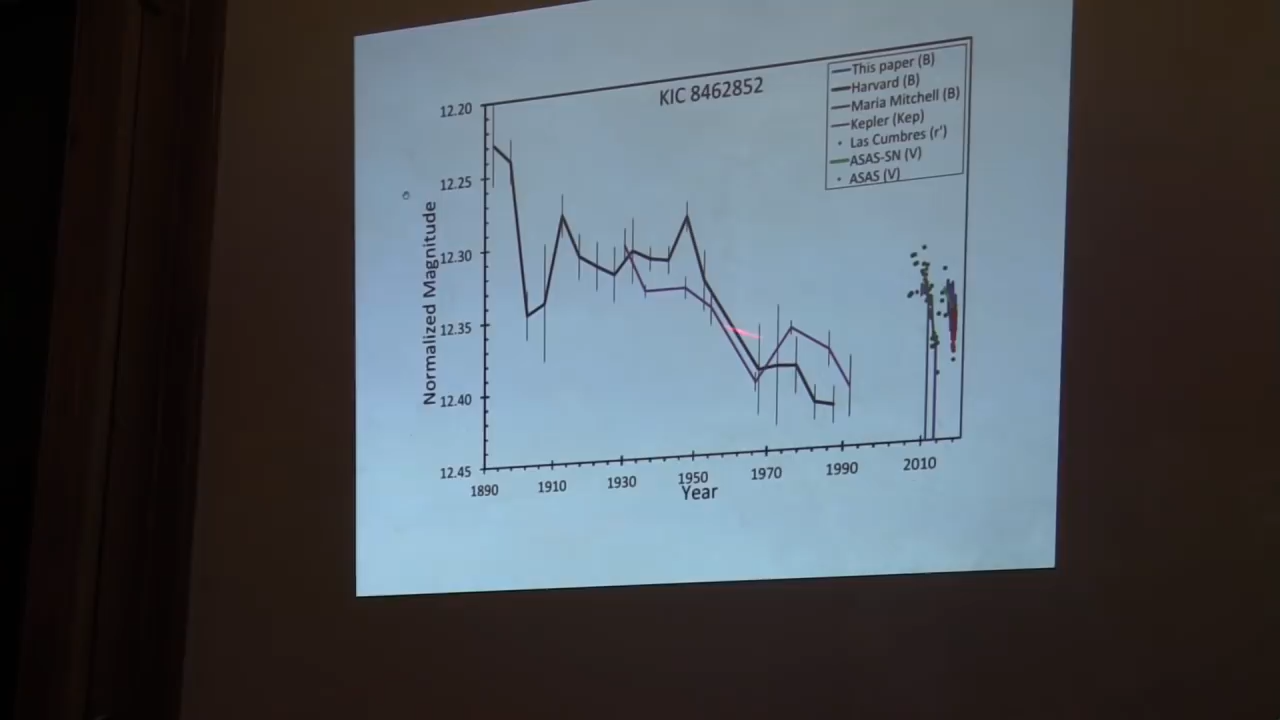 KIC 8462852
This paper (B)
Harvard (B)
Maria Mitchell (B)
Kepler (Kep)
Las Cumbres (r')
ASAS-SN (V)
ASAS (V)
Normalized Magnitude
12.20
12.25
12.30
12.35
12.40
12.45
1890 1910 1930 1950 1970 1990 2010
Year